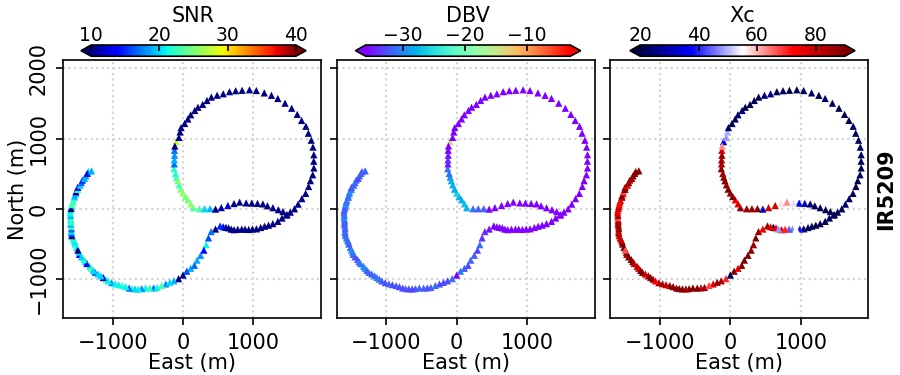 SNR DBV Xc
10 20 30 40 −30 −20 −10 20 40 60 80
2000
1000
0
−1000
North (m)
IR5209
−1000 0 1000 −1000 0 1000 −1000 0 1000
East (m) East (m) East (m)